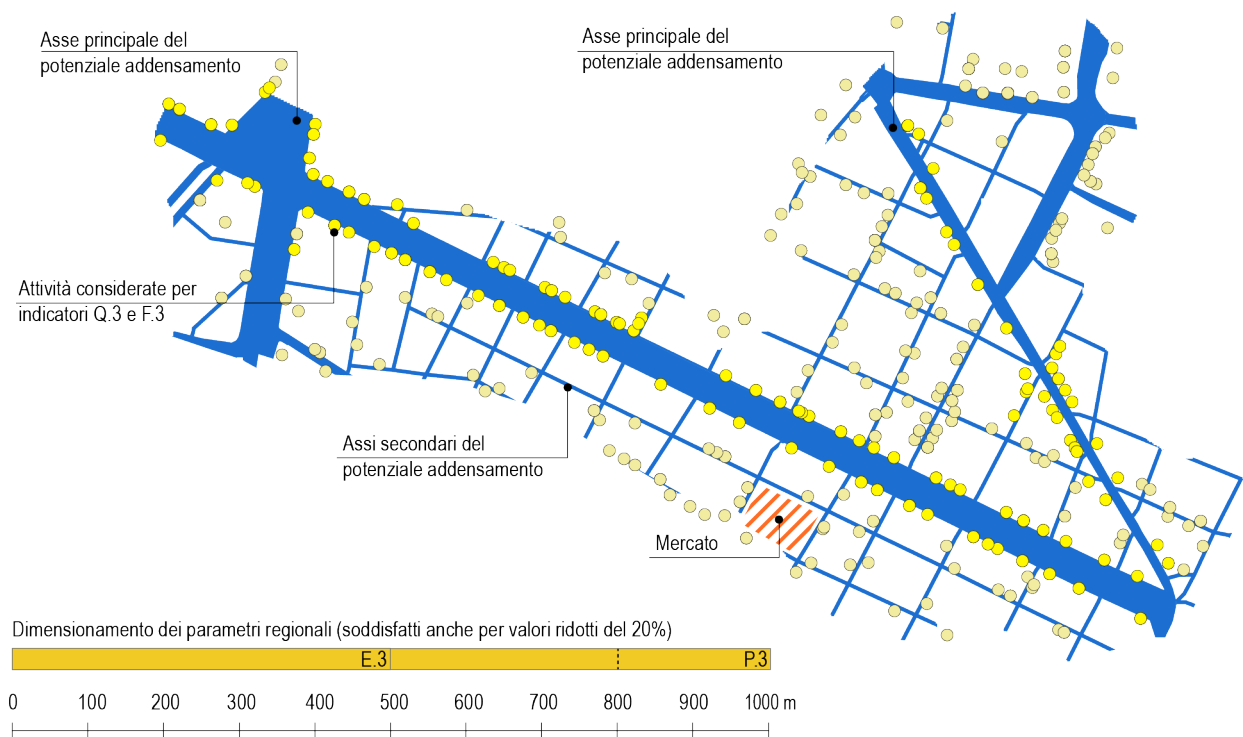 Asse principale del
potenziale addensamento
Asse principale del
potenziale addensamento
Attività considerate per
indicatori Q.3 e F.3
Assi secondari del
potenziale addensamento
Mercato
Dimensionamento dei parametri regionali (soddisfatti anche per valori ridotti del 20%)
E.3 P.3
0 100 200 300 400 500 600 700 800 900 1000 m